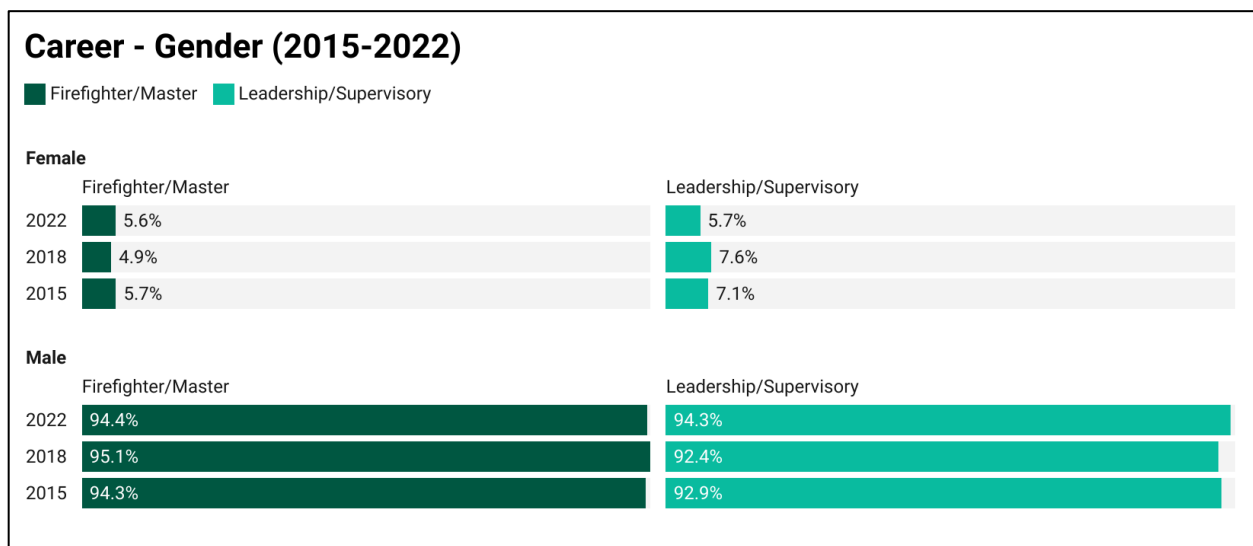 Career - Gender (2015-2022)
Firefighter/Master Leadership/Supervisory
Female
Firefighter/Master Leadership/Supervisory
2022 5.6% 5.7%
2018 4.9% 7.6%
2015 5.7% 7.1%
Male
Firefighter/Master Leadership/Supervisory
2022 94.4% 94.3%
2018 95.1% 92.4%
2015 94.3% 92.9%